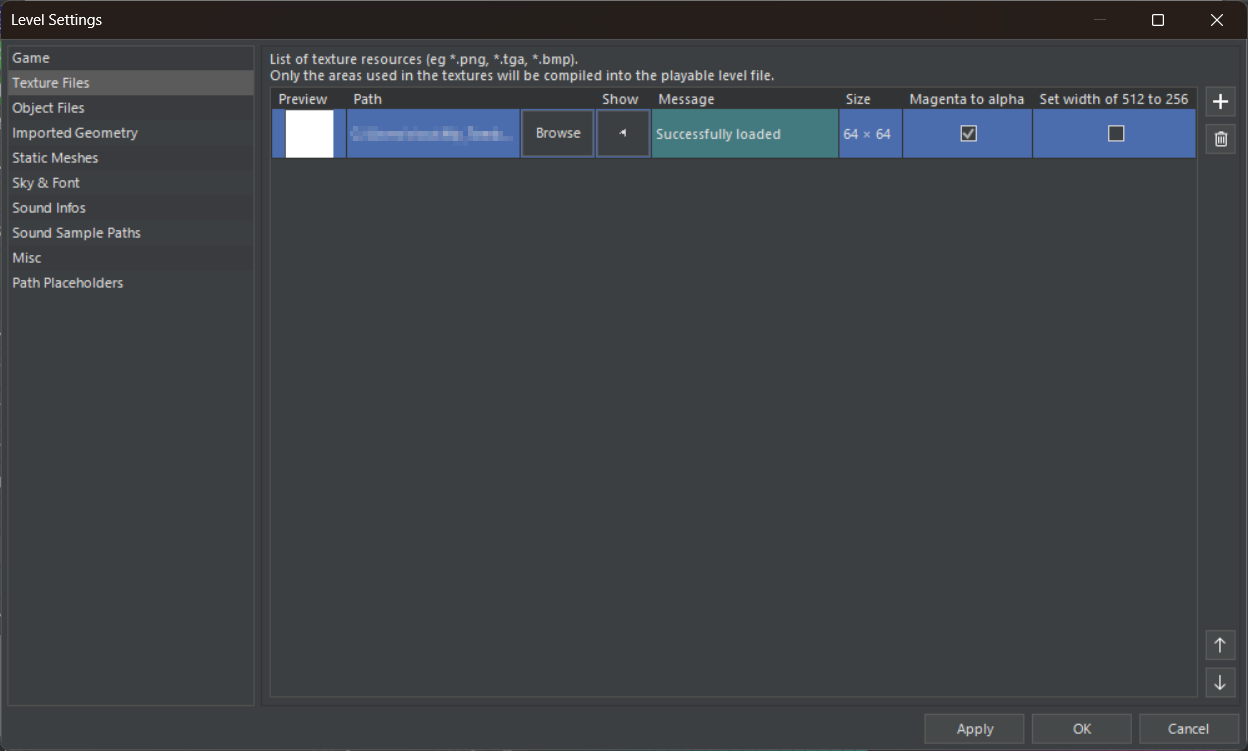 Level Settings
Game
Texture Files
Object Files
Imported Geometry
Static Meshes
Sky & Font
Sound Infos
Sound Sample Paths
Misc
Path Placeholders
List of texture resources (eg *.png, *.tga, *.bmp).
Only the areas used in the textures will be compiled into the playable level file.
Preview Path Show Message Size Magenta to alpha Set width of 512 to 256
Browse Successfully loaded 64 × 64
Apply OK Cancel